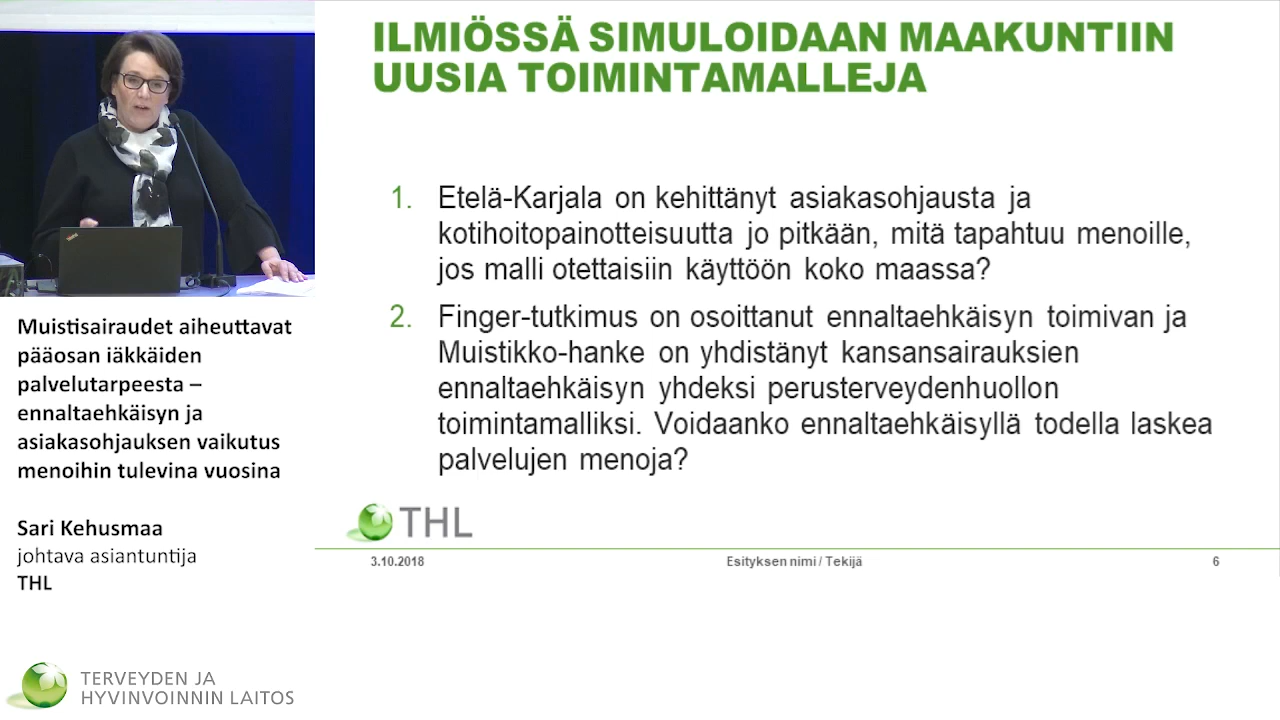 ILMIÖSSÄ SIMULOIDAAN MAAKUNTIIN
UUSIA TOIMINTAMALLEJA
1. Etelä-Karjala on kehittänyt asiakasohjausta ja
kotihoitopainotteisuutta jo pitkään, mitä tapahtuu menoille,
jos malli otettaisiin käyttöön koko maassa?
2. Finger-tutkimus on osoittanut ennaltaehkäisyn toimivan ja
Muistikko-hanke on yhdistänyt kansansairauksien
ennaltaehkäisyn yhdeksi perusterveydenhuollon
toimintamalliksi. Voidaanko ennaltaehkäisyllä todella laskea
palvelujen menoja?
THL
3.10.2018 Esityksen nimi / Tekijä 6
Muistisairaudet aiheuttavat
pääosan iäkkäiden
palvelutarpeesta –
ennaltaehkäisyn ja
asiakasohjauksen vaikutus
menoihin tulevina vuosina
Sari Kehusmaa
johtava asiantuntija
THL
TERVEYDEN JA
HYVINVOINNIN LAITOS